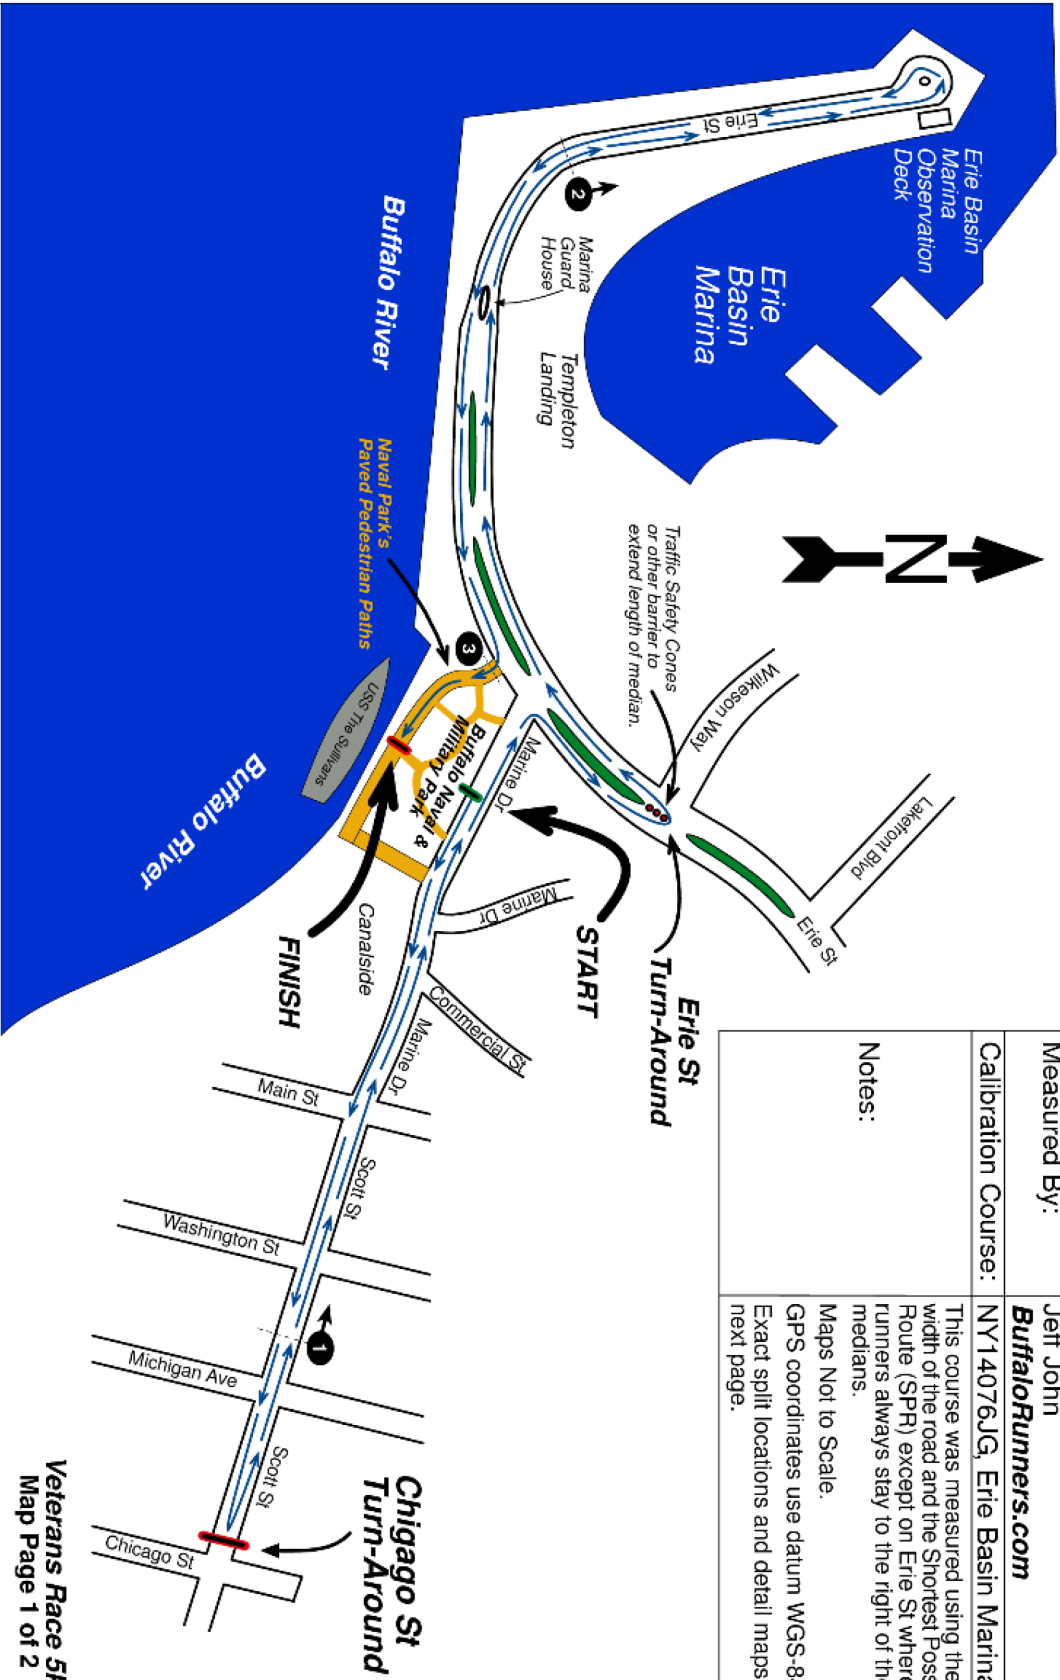 Measured By:
Jeff John
BuffaloRunners.com
Calibration Course:
NY14076JG, Erie Basin Marina
Notes:
This course was measured using the
width of the road and the Shortest Poss
Route (SPR) except on Erie St where
runners always stay to the right of the
medians.
Maps Not to Scale.
GPS coordinates use datum WGS-84
Exact split locations and detail maps
next page.
N
Erie Basin
Marina
Observation
Deck
Erie
Basin
Marina
Erie St
2
Marina
Guard
House
Templeton
Landing
Buffalo River
Traffic Safety Cones
or other barrier to
extend length of median.
Wilkeson Way
Lakefront Blvd
Erie St
Naval Park's
Paved Pedestrian Paths
3
USS The Sullivans
Buffalo Naval &
Military Park
Marine Dr
Marine Dr
START
Erie St
Turn-Around
Buffalo River
FINISH
Canalside
Commercial St
Marine Dr
Main St
Scott St
Washington St
1
Michigan Ave
Scott St
Chicago St
Chigago St
Turn-Around
Veterans Race 5K
Map Page 1 of 2